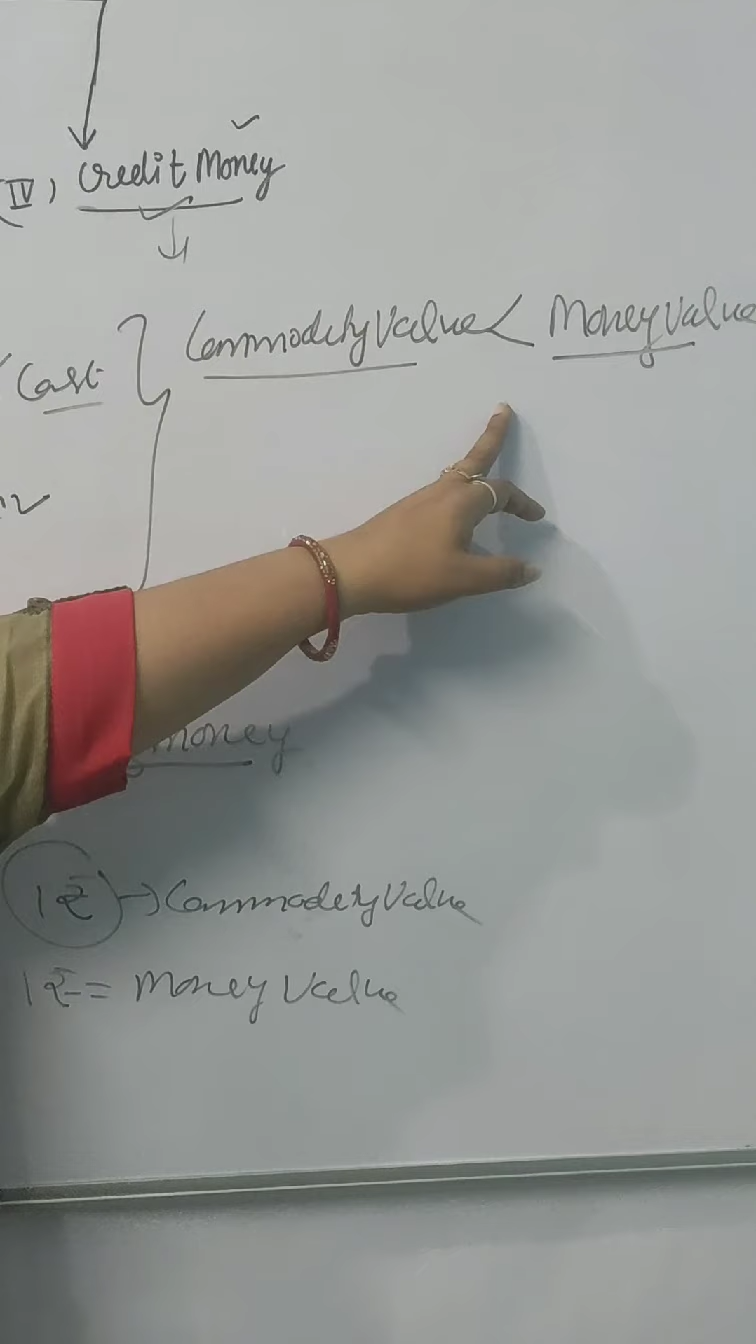 (IV) Credit Money
Commodity Value < Money Value
Cost
money
1₹ → Commodity Value
1₹ = Money Value